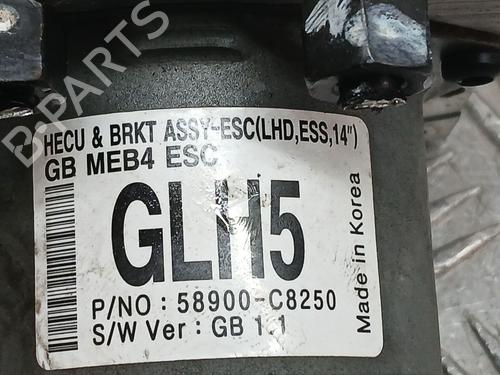 HECU & BRKT ASSY-ESC(LHD,ESS,14")
GB MEB4 ESC
GLH5
P/NO : 58900-C8250
S/W Ver : GB 1.1
Made in Korea
B-PARTS